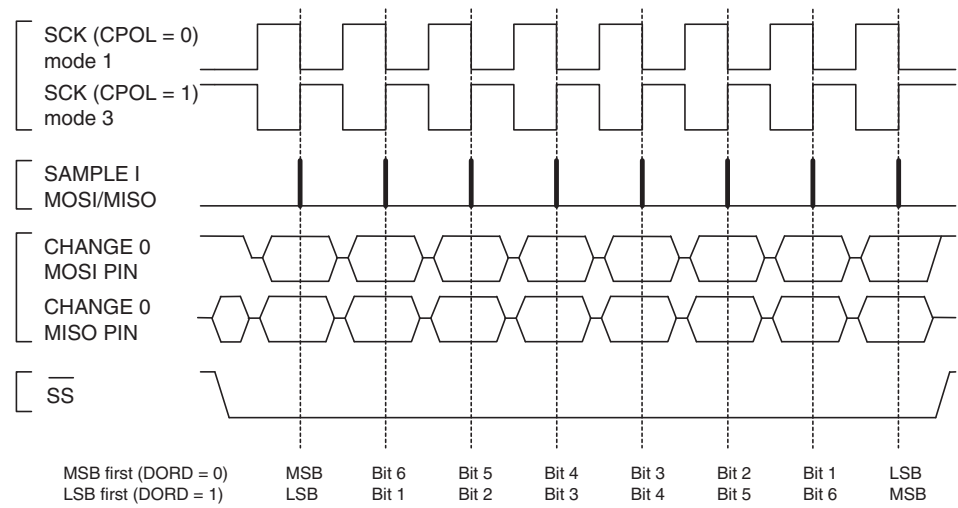 SCK (CPOL = 0)
mode 1
SCK (CPOL = 1)
mode 3
SAMPLE I
MOSI/MISO
CHANGE 0
MOSI PIN
CHANGE 0
MISO PIN
SS
MSB first (DORD = 0) MSB Bit 6 Bit 5 Bit 4 Bit 3 Bit 2 Bit 1 LSB
LSB first (DORD = 1) LSB Bit 1 Bit 2 Bit 3 Bit 4 Bit 5 Bit 6 MSB